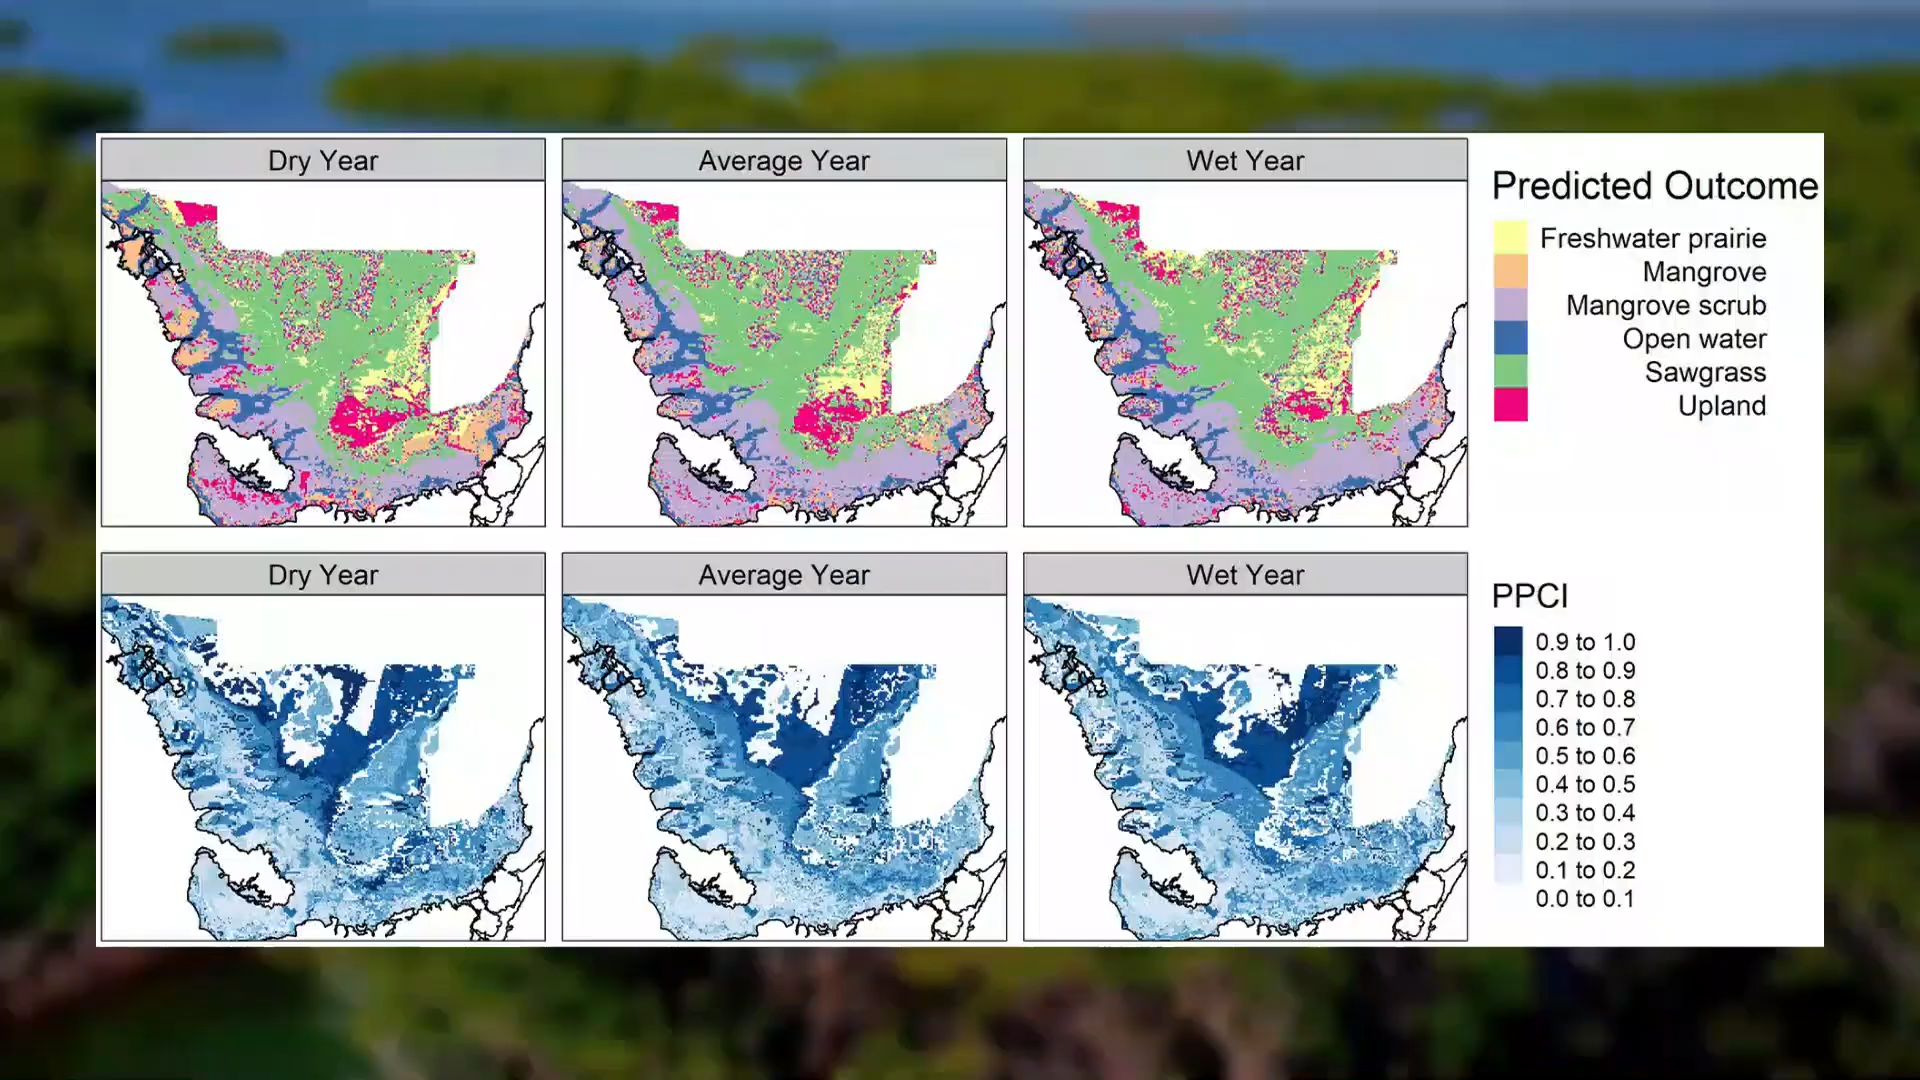 Dry Year
Average Year
Wet Year
Predicted Outcome
Freshwater prairie
Mangrove
Mangrove scrub
Open water
Sawgrass
Upland
Dry Year
Average Year
Wet Year
PPCI
0.9 to 1.0
0.8 to 0.9
0.7 to 0.8
0.6 to 0.7
0.5 to 0.6
0.4 to 0.5
0.3 to 0.4
0.2 to 0.3
0.1 to 0.2
0.0 to 0.1